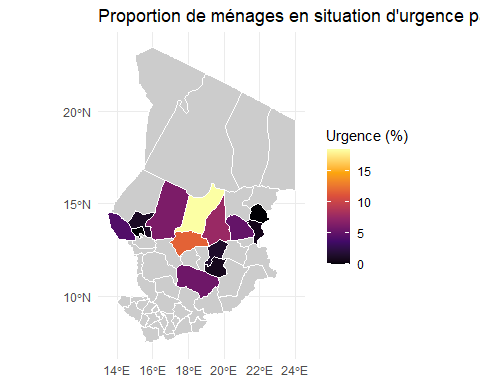 Proportion de ménages en situation d'urgence p
20°N
15°N
10°N
14°E 16°E 18°E 20°E 22°E 24°E
Urgence (%)
15
10
5
0